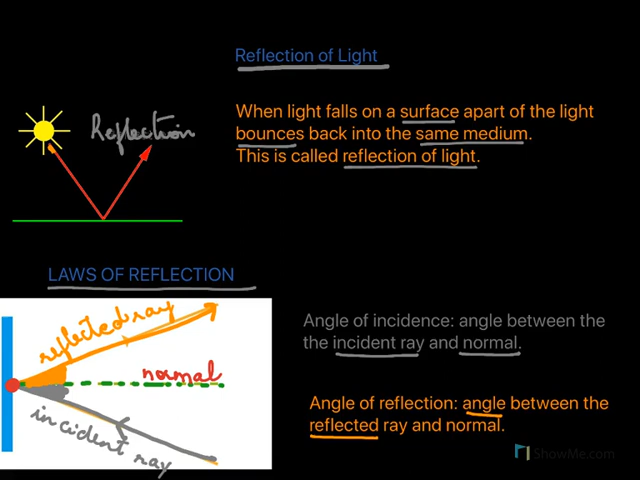 Reflection of Light
Reflection
When light falls on a surface apart of the light
bounces back into the same medium.
This is called reflection of light.
LAWS OF REFLECTION
reflected ray
normal
incident ray
Angle of incidence: angle between the
the incident ray and normal.
Angle of reflection: angle between the
reflected ray and normal.
ShowMe.com